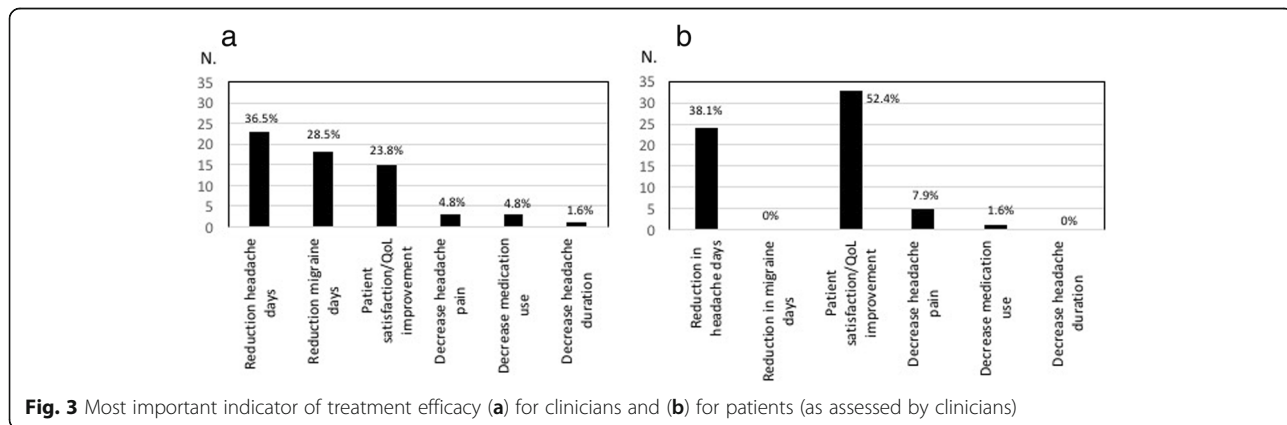 a
N.
35
30
25
20
15
10
5
0
36.5%
28.5%
23.8%
4.8%
4.8%
1.6%
Reduction headache
days
Reduction migraine
days
Patient
satisfaction/QoL
improvement
Decrease headache
pain
Decrease medication
use
Decrease headache
duration
b
N.
35
30
25
20
15
10
5
0
38.1%
0%
52.4%
7.9%
1.6%
0%
Reduction in
headache days
Reduction in migraine
days
Patient
satisfaction/QoL
improvement
Decrease headache
pain
Decrease medication
use
Decrease headache
duration
Fig. 3 Most important indicator of treatment efficacy (a) for clinicians and (b) for patients (as assessed by clinicians)